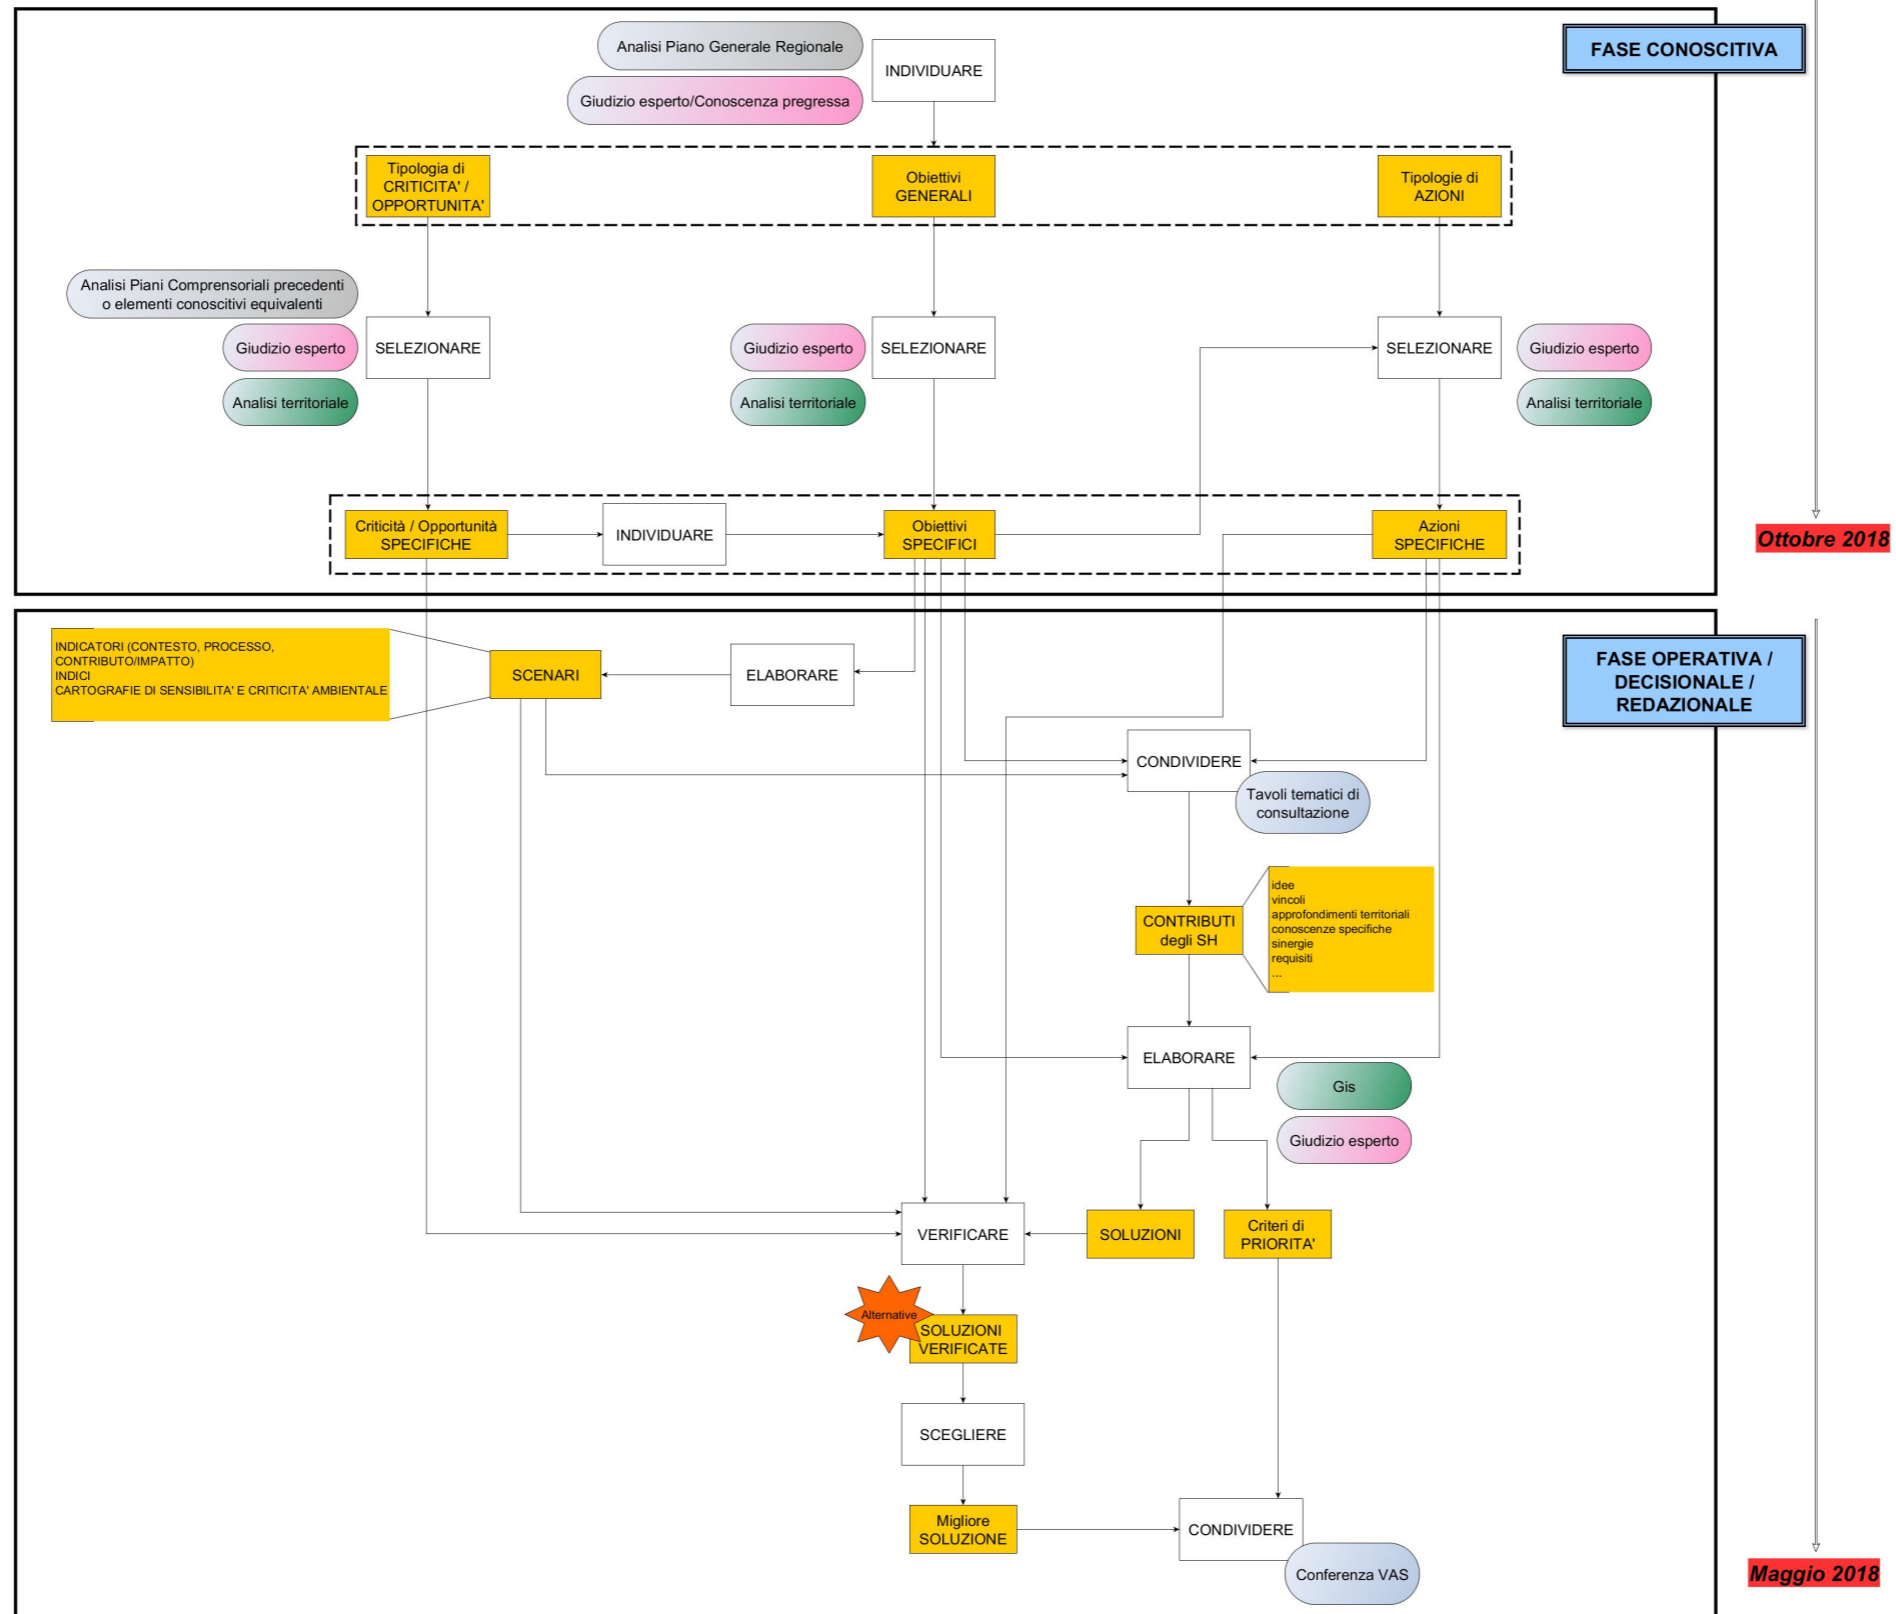 Analisi Piano Generale Regionale
FASE CONOSCITIVA
INDIVIDUARE
Giudizio esperto/Conoscenza pregressa
Tipologia di
CRITICITA' /
OPPORTUNITA'
Obiettivi
GENERALI
Tipologie di
AZIONI
Analisi Piani Comprensoriali precedenti
o elementi conoscitivi equivalenti
Giudizio esperto
SELEZIONARE
Giudizio esperto
SELEZIONARE
SELEZIONARE
Giudizio esperto
Analisi territoriale
Analisi territoriale
Analisi territoriale
Criticità / Opportunità
SPECIFICHE
INDIVIDUARE
Obiettivi
SPECIFICI
Azioni
SPECIFICHE
Ottobre 2018
INDICATORI (CONTESTO, PROCESSO,
CONTRIBUTO/IMPATTO)
INDICI
CARTOGRAFIE DI SENSIBILITA' E CRITICITA' AMBIENTALE
SCENARI
ELABORARE
FASE OPERATIVA /
DECISIONALE /
REDAZIONALE
CONDIVIDERE
Tavoli tematici di
consultazione
CONTRIBUTI
degli SH
idee
vincoli
approfondimenti territoriali
conoscenze specifiche
sinergie
requisiti
...
ELABORARE
Gis
Giudizio esperto
VERIFICARE
SOLUZIONI
Criteri di
PRIORITA'
Alternative
SOLUZIONI
VERIFICATE
SCEGLIERE
Migliore
SOLUZIONE
CONDIVIDERE
Conferenza VAS
Maggio 2018